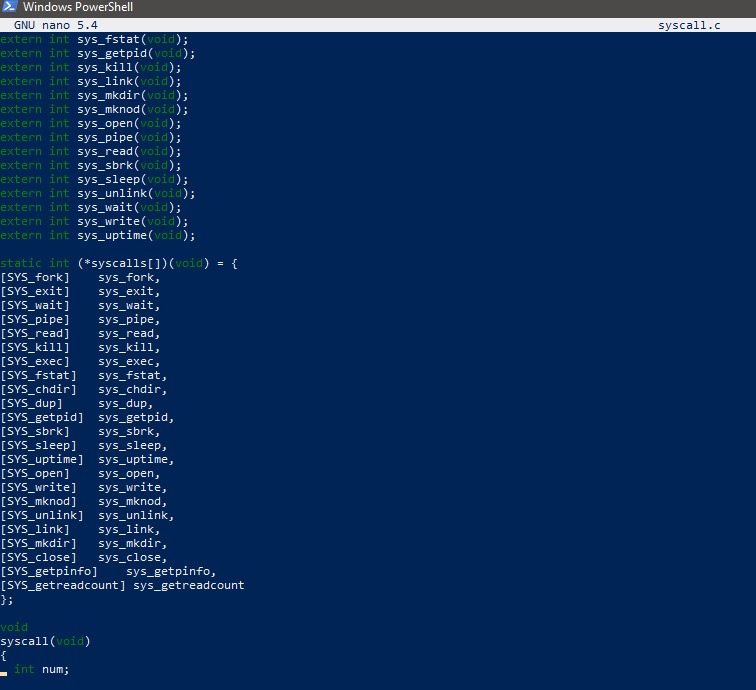 Windows PowerShell
GNU nano 5.4 syscall.c
extern int sys_fstat(void);
extern int sys_getpid(void);
extern int sys_kill(void);
extern int sys_link(void);
extern int sys_mkdir(void);
extern int sys_mknod(void);
extern int sys_open(void);
extern int sys_pipe(void);
extern int sys_read(void);
extern int sys_sbrk(void);
extern int sys_sleep(void);
extern int sys_unlink(void);
extern int sys_wait(void);
extern int sys_write(void);
extern int sys_uptime(void);

static int (*syscalls[])(void) = {
[SYS_fork]    sys_fork,
[SYS_exit]    sys_exit,
[SYS_wait]    sys_wait,
[SYS_pipe]    sys_pipe,
[SYS_read]    sys_read,
[SYS_kill]    sys_kill,
[SYS_exec]    sys_exec,
[SYS_fstat]   sys_fstat,
[SYS_chdir]   sys_chdir,
[SYS_dup]     sys_dup,
[SYS_getpid]  sys_getpid,
[SYS_sbrk]    sys_sbrk,
[SYS_sleep]   sys_sleep,
[SYS_uptime]  sys_uptime,
[SYS_open]    sys_open,
[SYS_write]   sys_write,
[SYS_mknod]   sys_mknod,
[SYS_unlink]  sys_unlink,
[SYS_link]    sys_link,
[SYS_mkdir]   sys_mkdir,
[SYS_close]   sys_close,
[SYS_getpinfo]    sys_getpinfo,
[SYS_getreadcount] sys_getreadcount
};

void
syscall(void)
{
  int num;